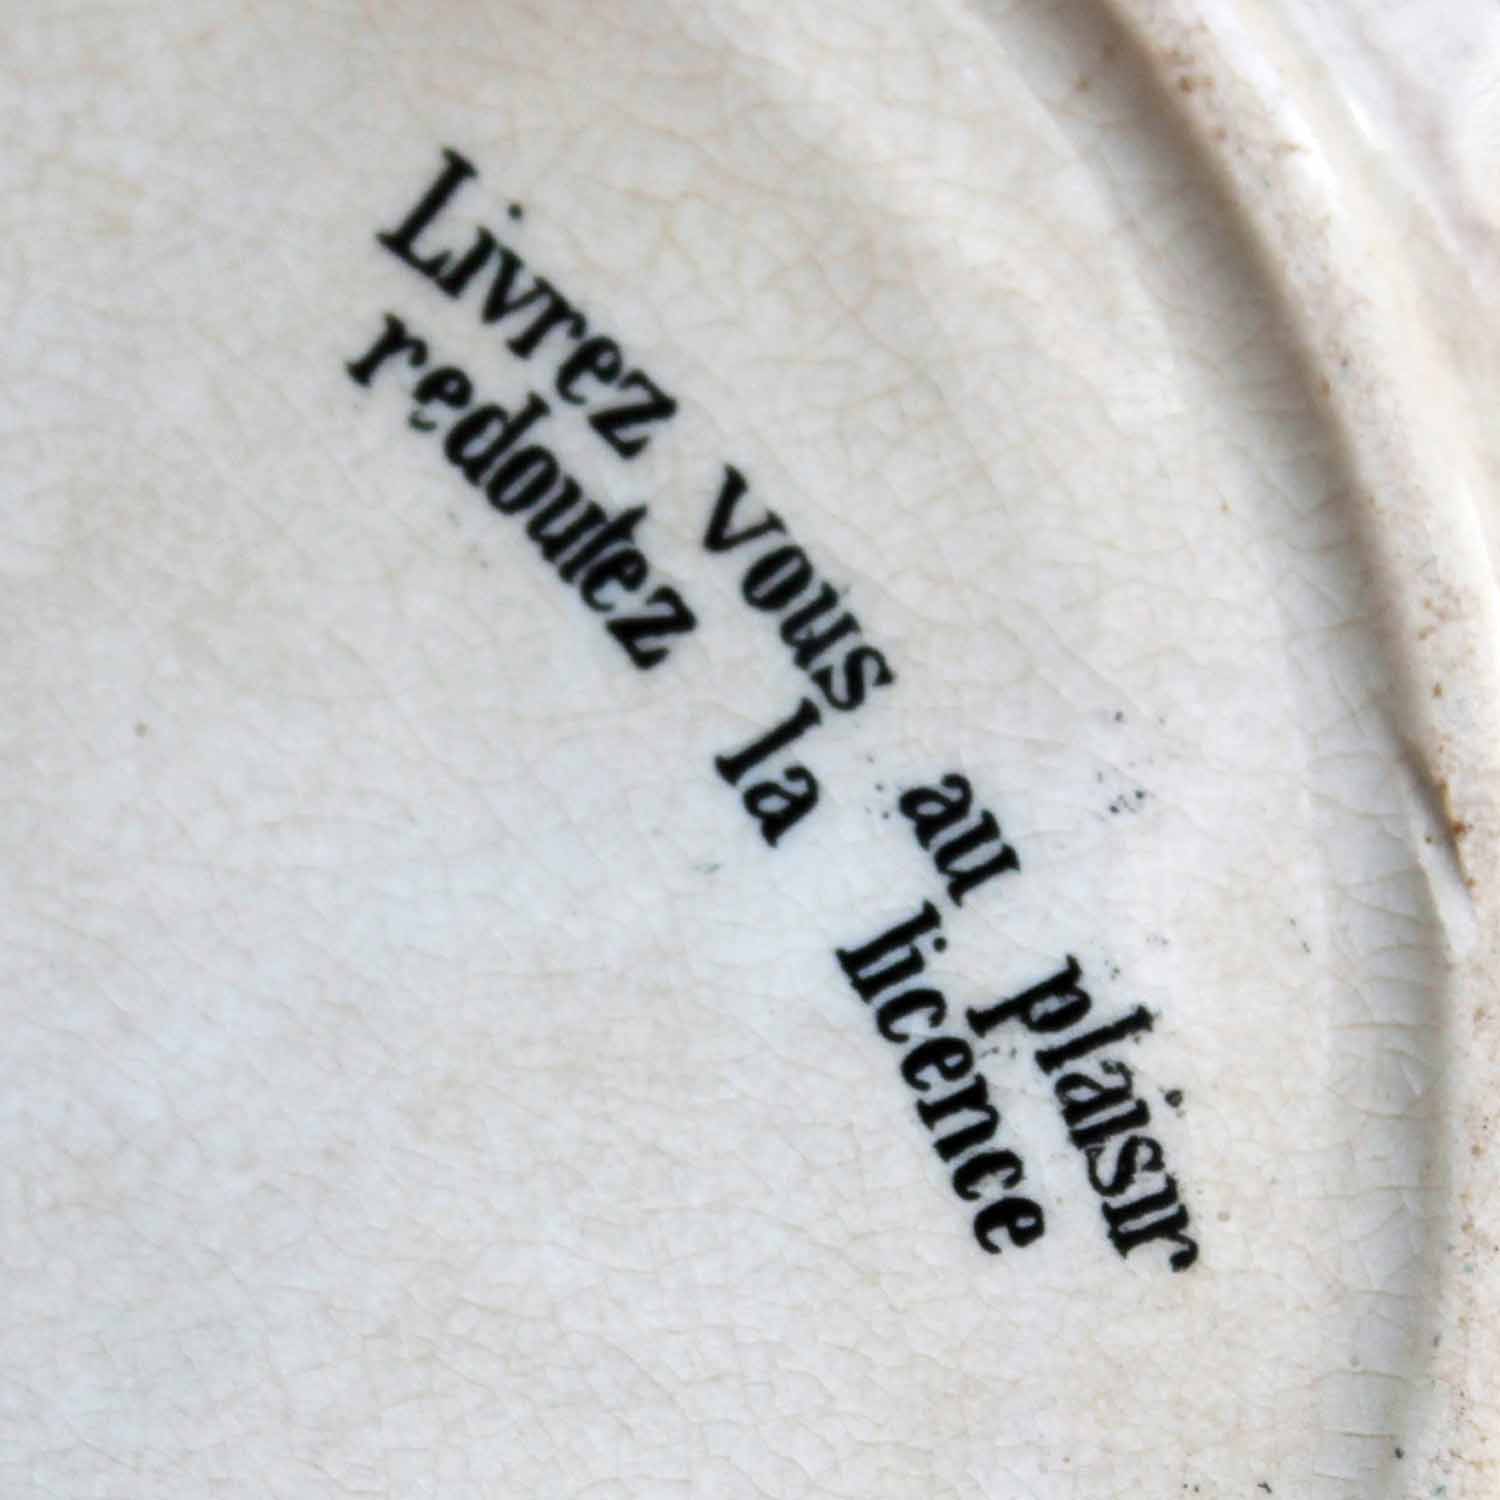 Livrez vous au plaisir
redoutez la licence